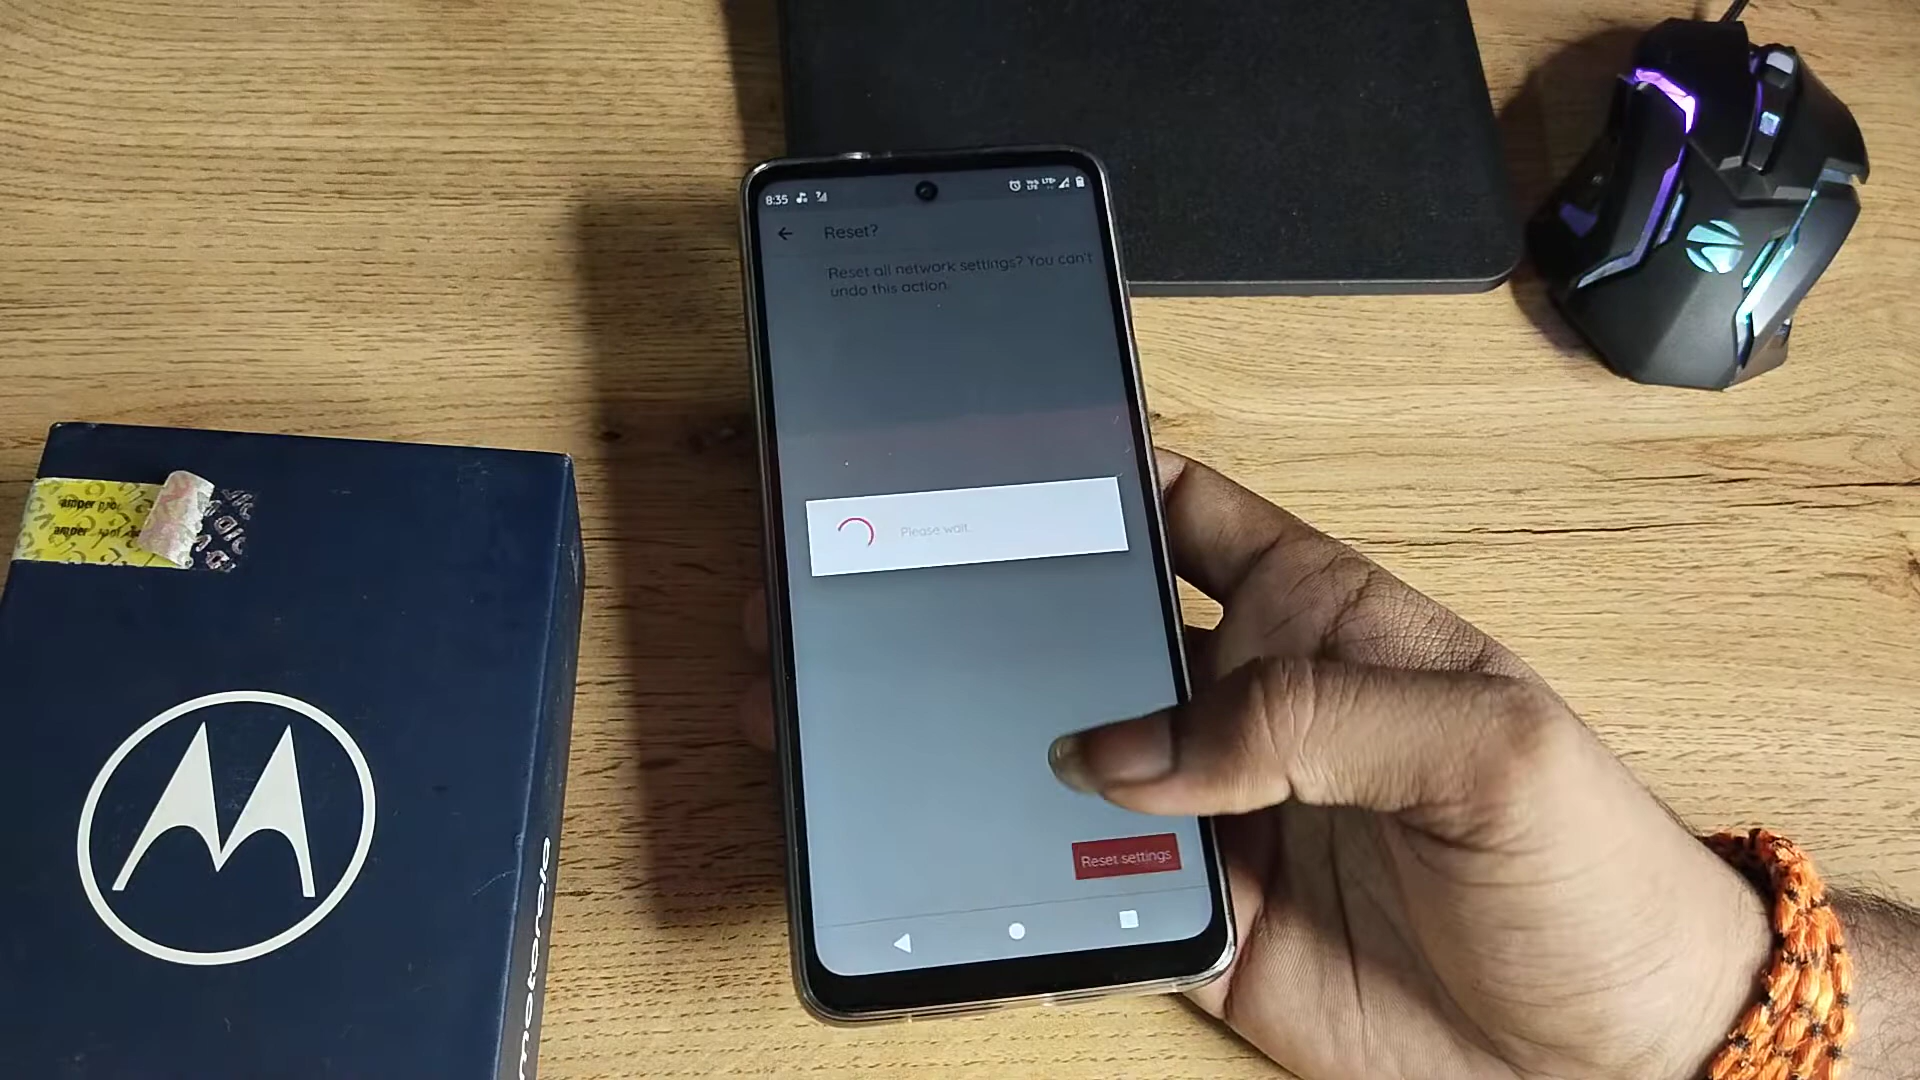 8:35
Reset?
Reset all network settings? You can't
undo this action.
Please wait...
Reset settings
motorola